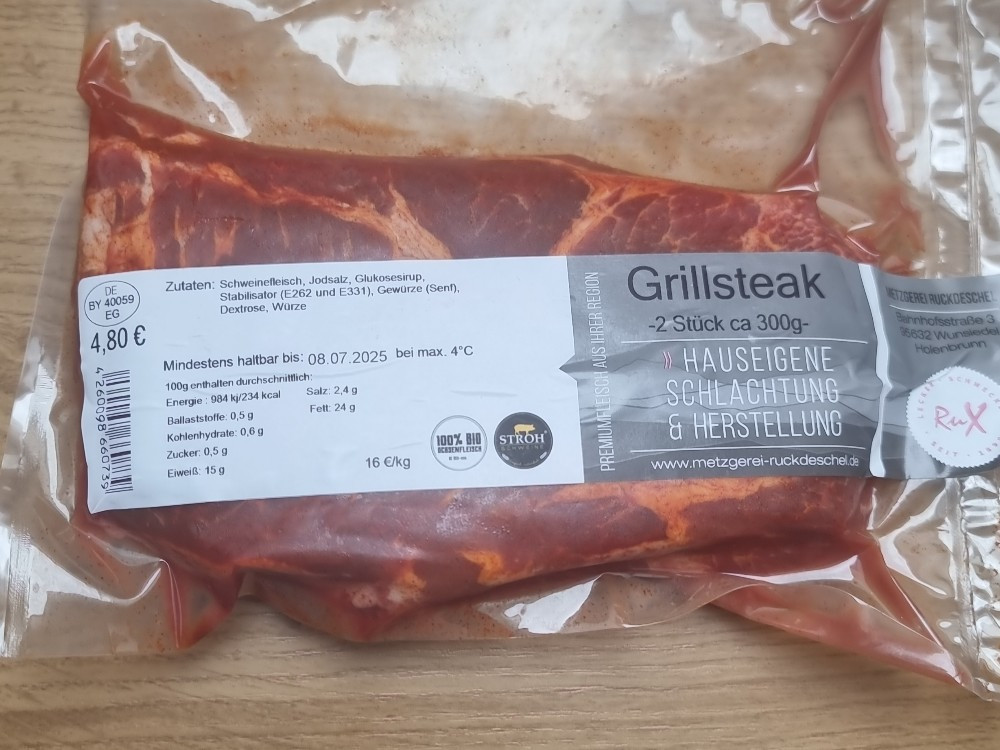 DE
BY 40059
EG
4,80 €
4260098660739
Zutaten: Schweinefleisch, Jodsalz, Glukosesirup,
Stabilisator (E262 und E331), Gewürze (Senf),
Dextrose, Würze
Mindestens haltbar bis: 08.07.2025 bei max. 4°C
100g enthalten durchschnittlich:
Energie : 984 kj/234 kcal
Ballaststoffe: 0,5 g
Kohlenhydrate: 0,6 g
Zucker: 0,5 g
Eiweiß: 15 g
Salz: 2,4 g
Fett: 24 g
16 €/kg
100% BIO
OCHSENFLEISCH
STROH
SCHWEINE
PREMIUMFLEISCH AUS IHRER REGION
Grillsteak
-2 Stück ca 300g-
» HAUSEIGENE
SCHLACHTUNG
& HERSTELLUNG
www.metzgerei-ruckdeschel.de
METZGEREI RUCKDESCHEL
Bahnhofsstraße 3
95632 Wunsiedel
Holenbrunn
RuX